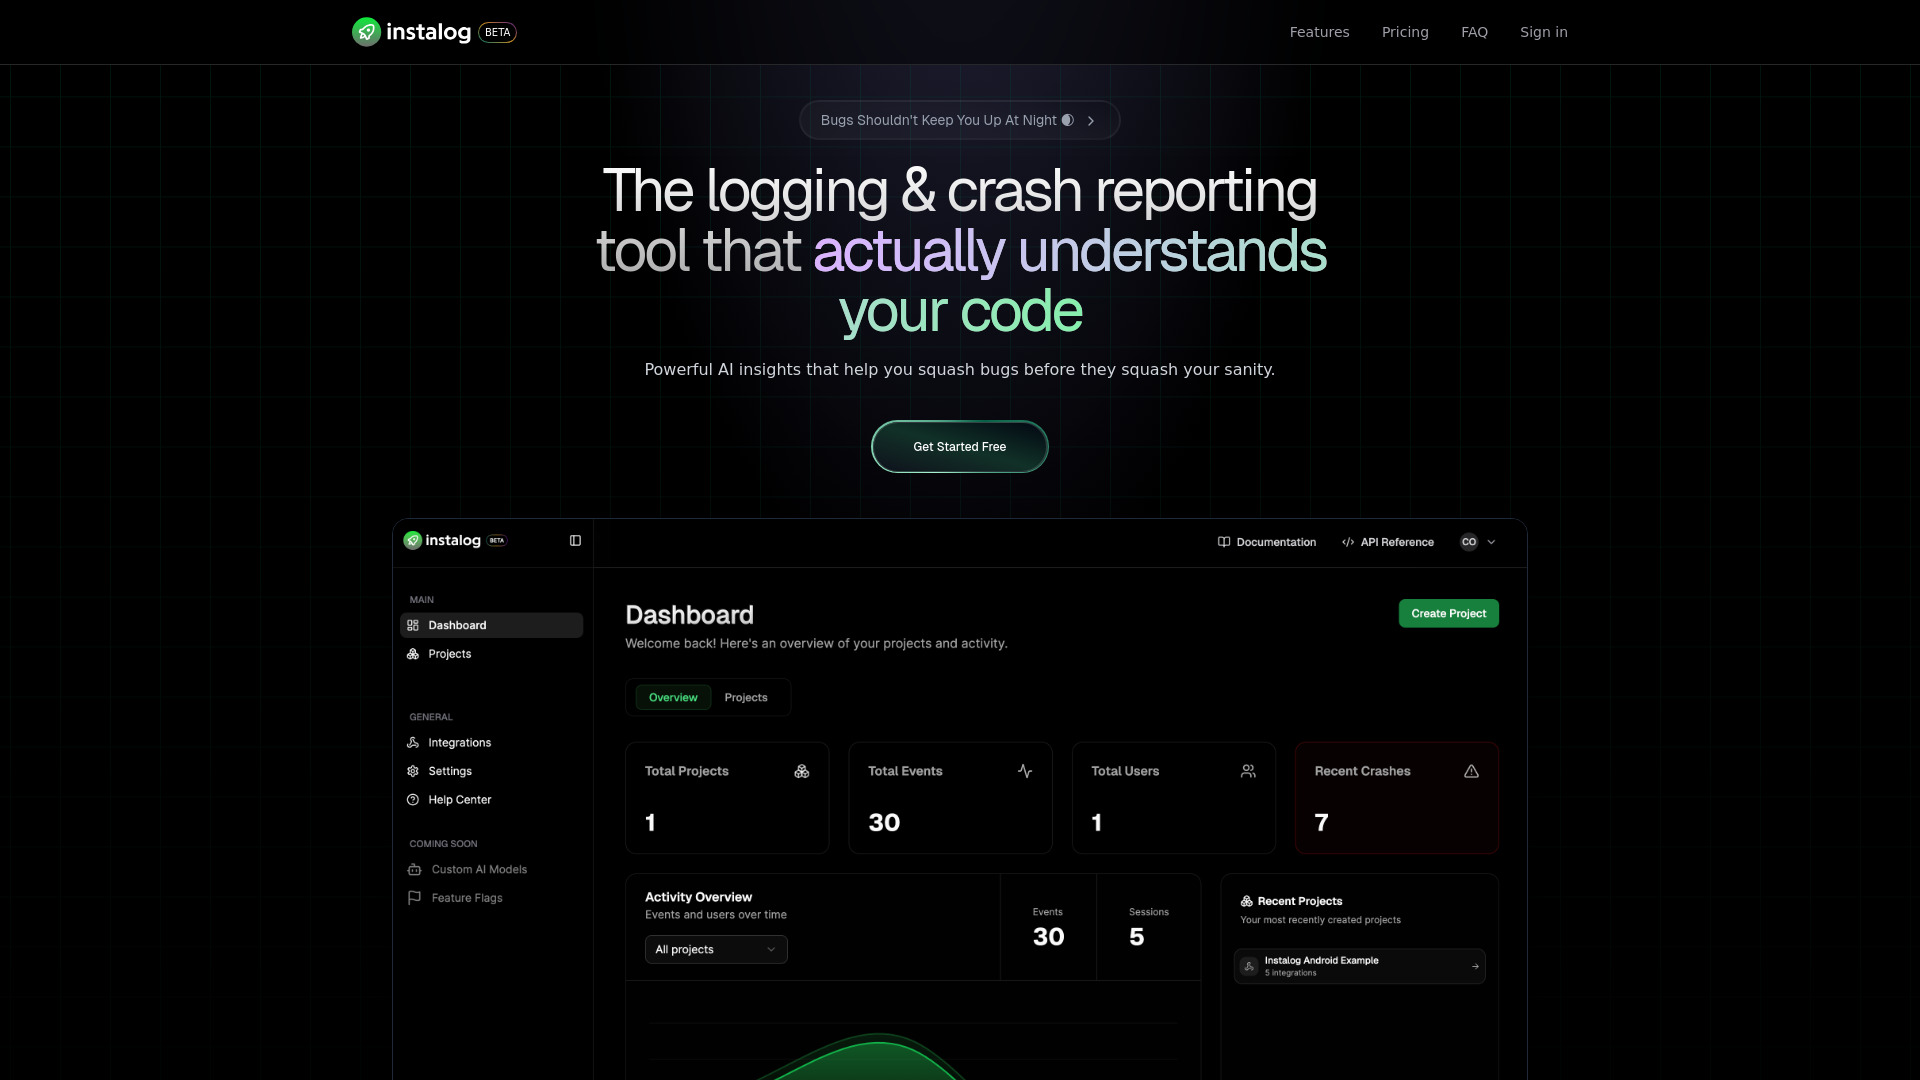 instalog BETA
Features Pricing FAQ Sign in
Bugs Shouldn't Keep You Up At Night
The logging & crash reporting
tool that actually understands
your code
Powerful AI insights that help you squash bugs before they squash your sanity.
Get Started Free
instalog BETA
Documentation API Reference CO
MAIN
Dashboard
Projects
GENERAL
Integrations
Settings
Help Center
COMING SOON
Custom AI Models
Feature Flags
Dashboard
Create Project
Welcome back! Here's an overview of your projects and activity.
Overview Projects
Total Projects
1
Total Events
30
Total Users
1
Recent Crashes
7
Activity Overview
Events and users over time
All projects
Events
30
Sessions
5
Recent Projects
Your most recently created projects
Instalog Android Example
5 integrations